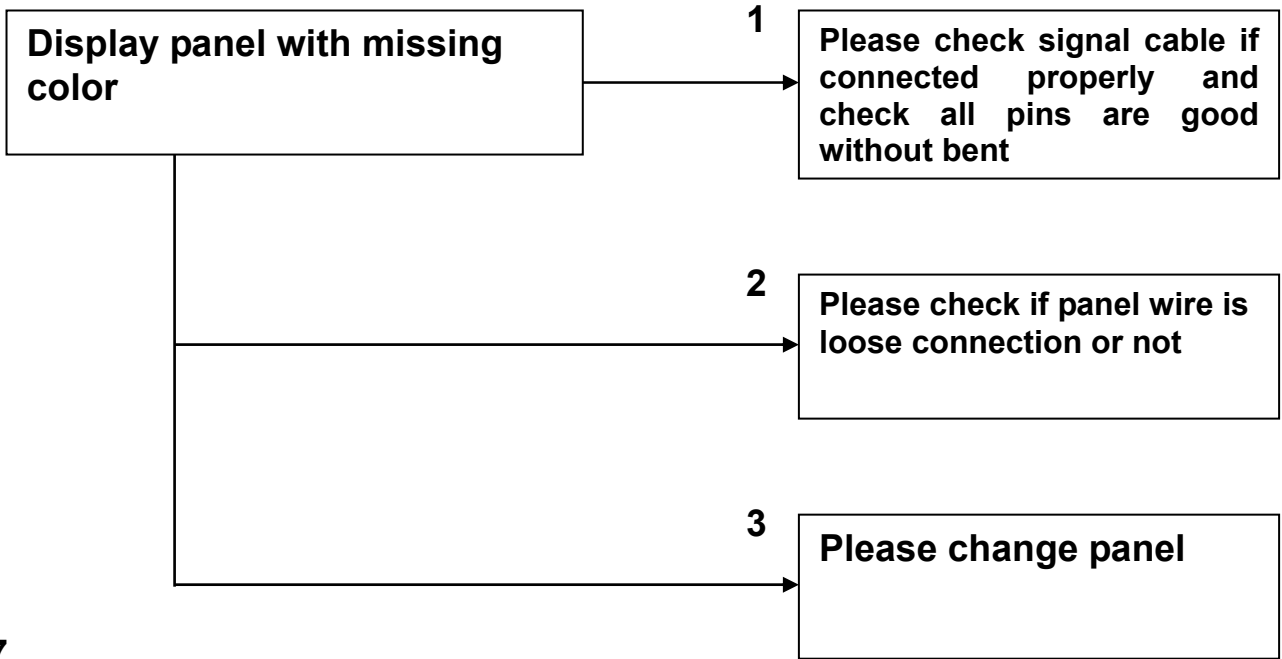 Display panel with missing
color
1
Please check signal cable if
connected properly and
check all pins are good
without bent
2
Please check if panel wire is
loose connection or not
3
Please change panel